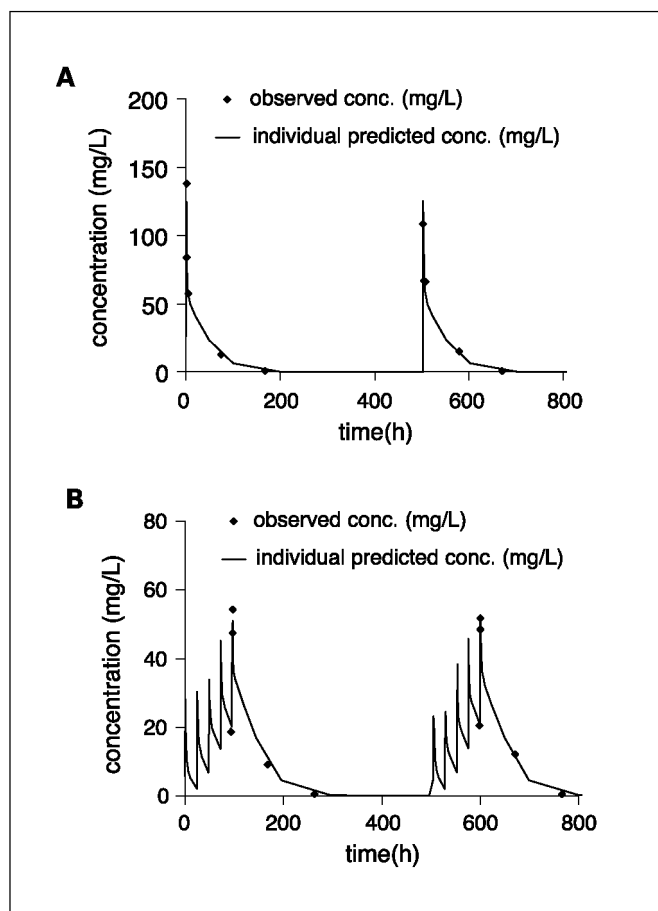 A
200
150
100
50
0
concentration (mg/L)
observed conc. (mg/L)
individual predicted conc. (mg/L)
0 200 400 600 800
time(h)
B
80
60
40
20
0
concentration (mg/L)
observed conc. (mg/L)
individual predicted conc. (mg/L)
0 200 400 600 800
time(h)